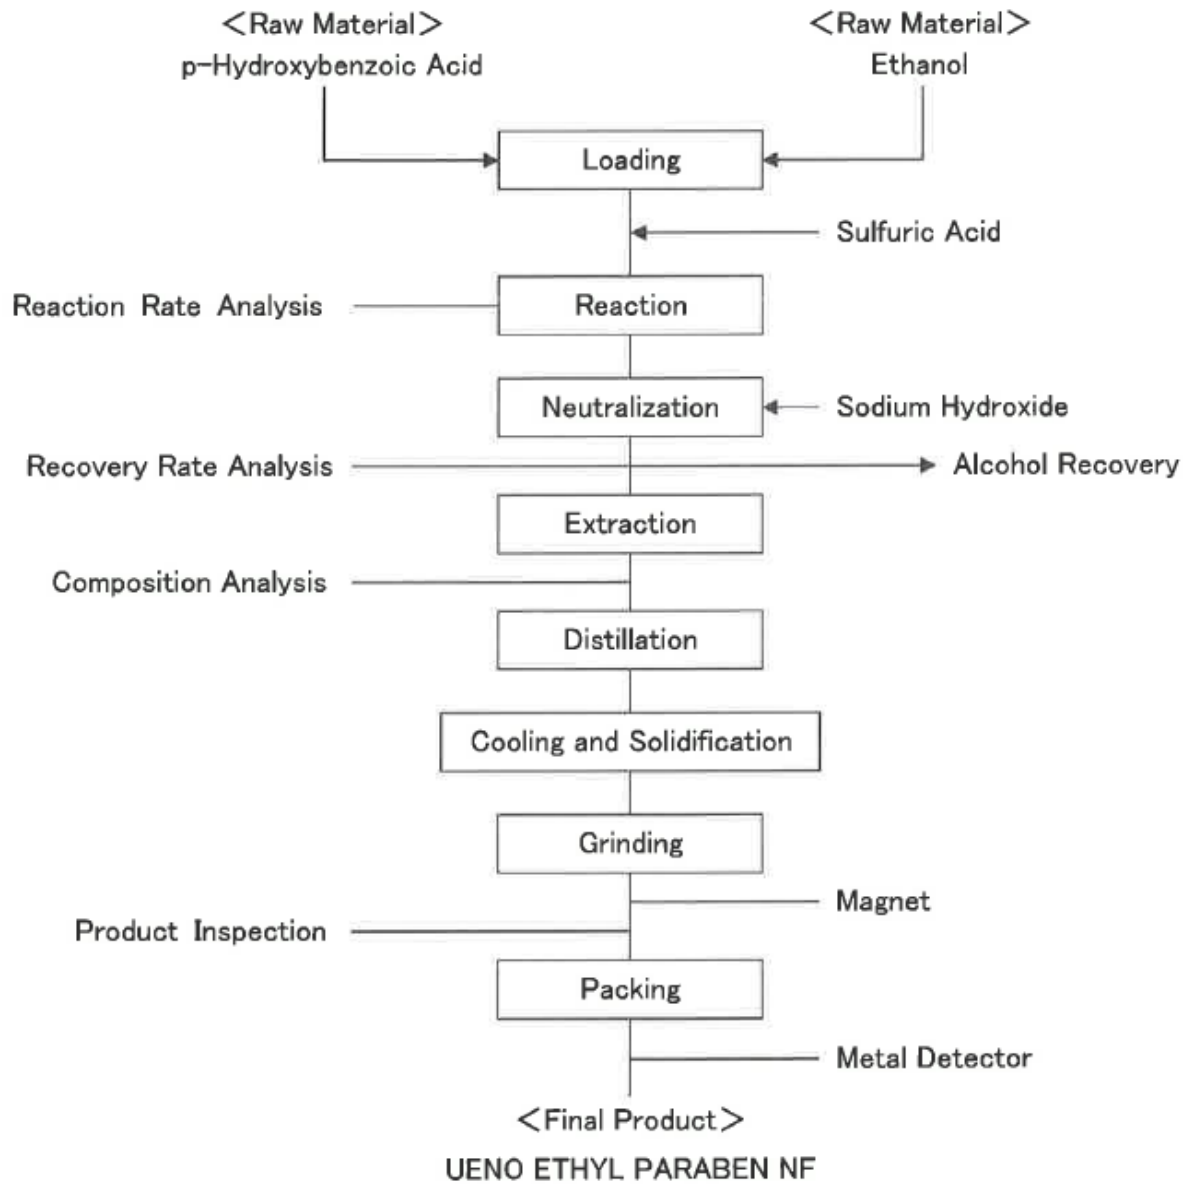 <Raw Material>
p-Hydroxybenzoic Acid
<Raw Material>
Ethanol
Loading
Sulfuric Acid
Reaction Rate Analysis
Reaction
Neutralization
Sodium Hydroxide
Recovery Rate Analysis
Alcohol Recovery
Extraction
Composition Analysis
Distillation
Cooling and Solidification
Grinding
Magnet
Product Inspection
Packing
Metal Detector
<Final Product>
UENO ETHYL PARABEN NF